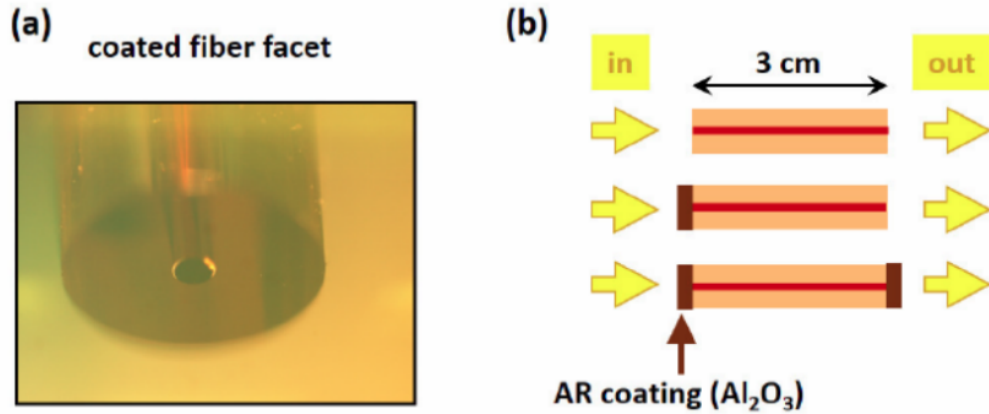 (a)
coated fiber facet
(b)
in
3 cm
out
AR coating (Al₂O₃)